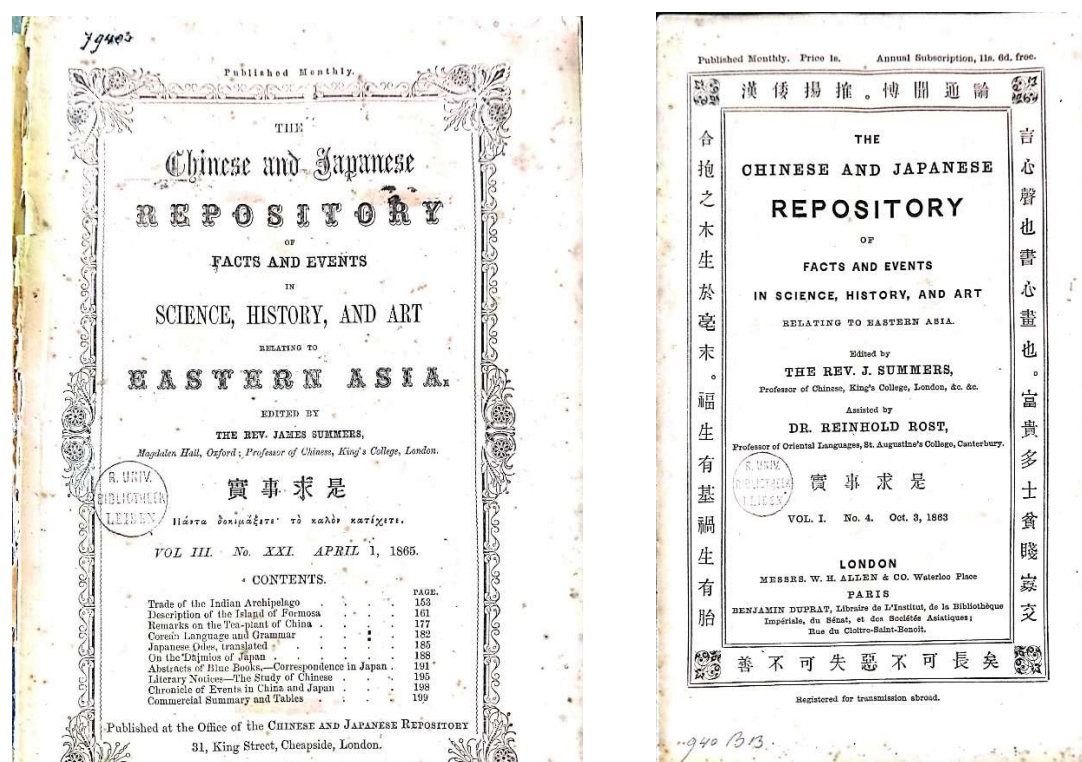 79403
Published Monthly.
THE
Chinese and Japanese
REPOSITORY
OF
FACTS AND EVENTS
IN
SCIENCE, HISTORY, AND ART
RELATING TO
EASTERN ASIA.
EDITED BY
THE REV. JAMES SUMMERS,
Magdalen Hall, Oxford; Professor of Chinese, King's College, London.
R. UNIV.
BIBLIOTHEEK
LEIDEN
實事求是
Πάντα δοκιμάξετε· τὸ καλὸν κατέχετε.
VOL III. No. XXI. APRIL 1, 1865.
CONTENTS.
PAGE.
Trade of the Indian Archipelago . . . . 153
Description of the Island of Formosa . . . . 161
Remarks on the Tea-plant of China . . . . 177
Corean Language and Grammar . . . . 182
Japanese Odes, translated . . . . 185
On the Daimios of Japan . . . . 188
Abstracts of Blue Books,—Correspondence in Japan . 191
Literary Notices—The Study of Chinese . . . 195
Chronicle of Events in China and Japan . . . 198
Commercial Summary and Tables . . . . 199
Published at the Office of the CHINESE AND JAPANESE REPOSITORY
31, King Street, Cheapside, London.
Published Monthly. Price 1s. Annual Subscription, 11s. 6d. free.
漢倭揚搉。博聞通論
言心聲也書心畫也。富貴多士貧賤寡交
合抱之木生於毫末。福生有基禍生有胎
THE
CHINESE AND JAPANESE
REPOSITORY
OF
FACTS AND EVENTS
IN SCIENCE, HISTORY, AND ART
RELATING TO EASTERN ASIA.
Edited by
THE REV. J. SUMMERS,
Professor of Chinese, King's College, London, &c. &c.
Assisted by
DR. REINHOLD ROST,
Professor of Oriental Languages, St. Augustine's College, Canterbury.
R. UNIV.
BIBLIOTHEEK
LEIDEN
實事求是
VOL. I. No. 4. Oct. 3, 1863
LONDON
MESSRS. W. H. ALLEN & CO. Waterloo Place
PARIS
BENJAMIN DUPRAT, Libraire de L'Institut, de la Bibliothèque
Impériale, du Sénat, et des Sociétés Asiatiques;
Rue du Cloître-Saint-Benoit.
善不可失惡不可長矣
Registered for transmission abroad.
940 B13.